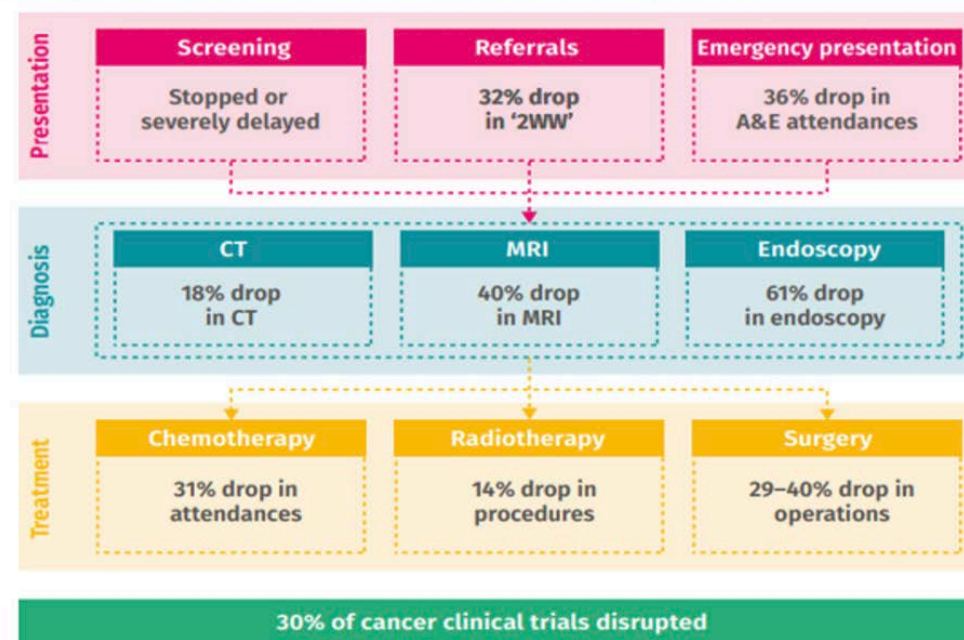 Presentation
Screening
Stopped or
severely delayed
Referrals
32% drop
in ‘2WW’
Emergency presentation
36% drop in
A&E attendances
Diagnosis
CT
18% drop
in CT
MRI
40% drop
in MRI
Endoscopy
61% drop
in endoscopy
Treatment
Chemotherapy
31% drop in
attendances
Radiotherapy
14% drop in
procedures
Surgery
29–40% drop in
operations
30% of cancer clinical trials disrupted